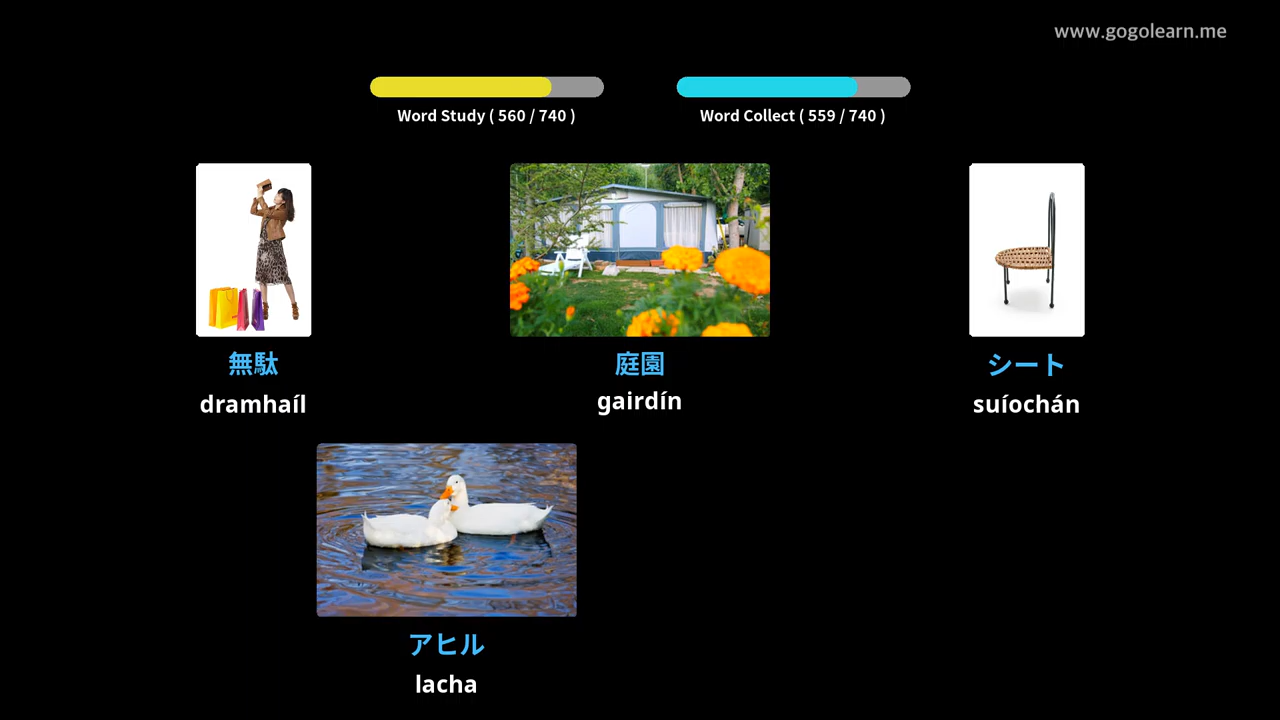 www.gogolearn.me
Word Study ( 560 / 740 )
Word Collect ( 559 / 740 )
無駄
dramhaíl
庭園
gairdín
シート
suíochán
アヒル
lacha